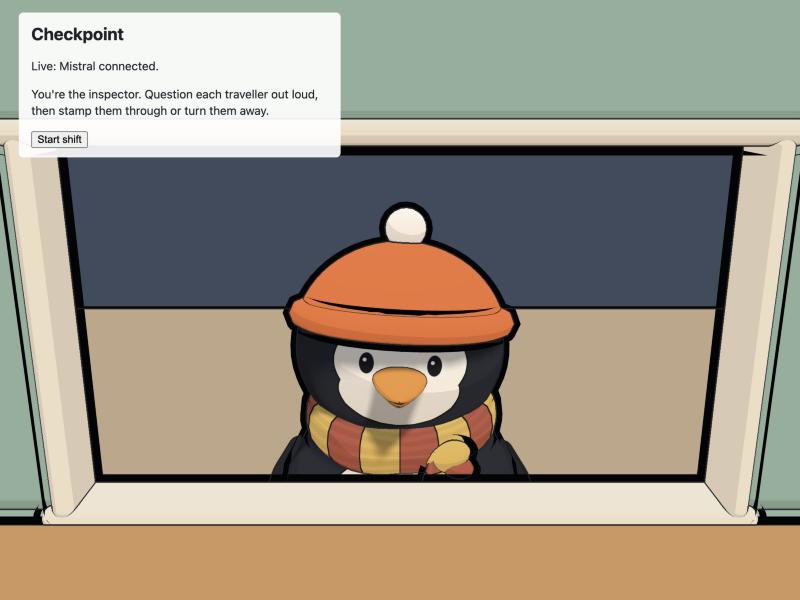 Checkpoint
Live: Mistral connected.
You're the inspector. Question each traveller out loud,
then stamp them through or turn them away.
Start shift